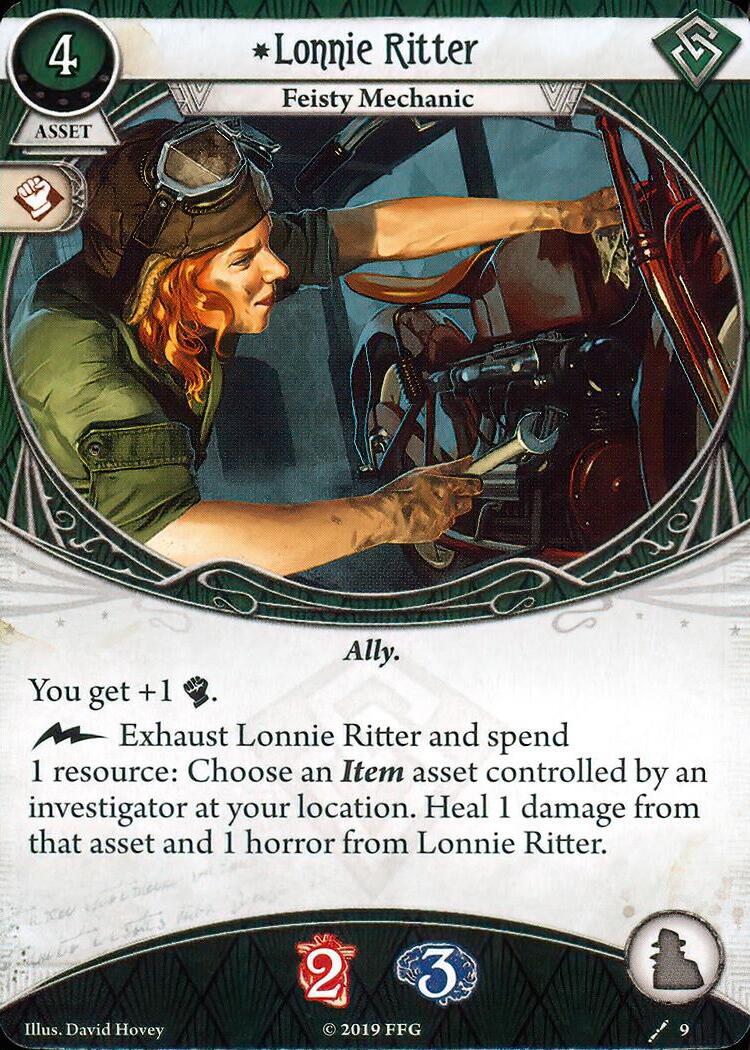 4
Lonnie Ritter
Feisty Mechanic
ASSET
Ally.
You get +1 .
Exhaust Lonnie Ritter and spend
1 resource: Choose an Item asset controlled by an
investigator at your location. Heal 1 damage from
that asset and 1 horror from Lonnie Ritter.
2
3
Illus. David Hovey
© 2019 FFG
9